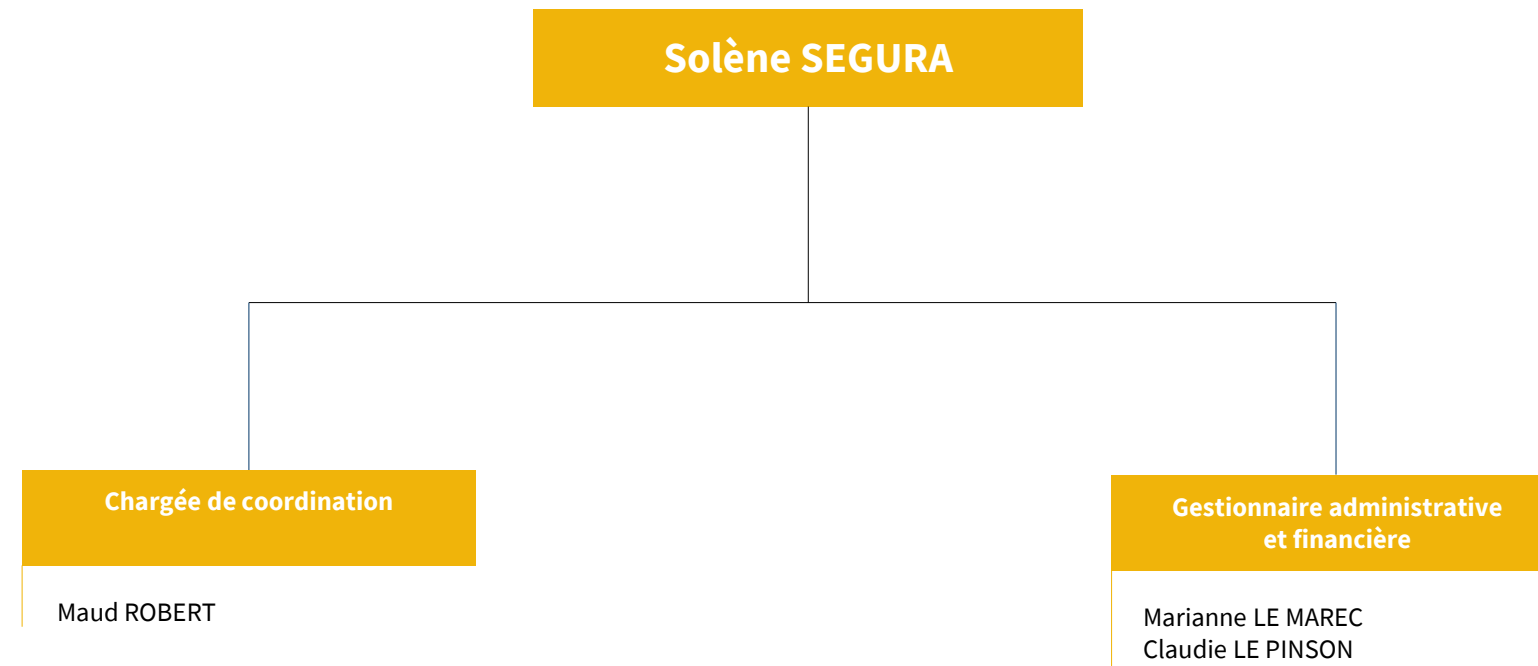 Solène SEGURA
Chargée de coordination
Maud ROBERT
Gestionnaire administrative
et financière
Marianne LE MAREC
Claudie LE PINSON